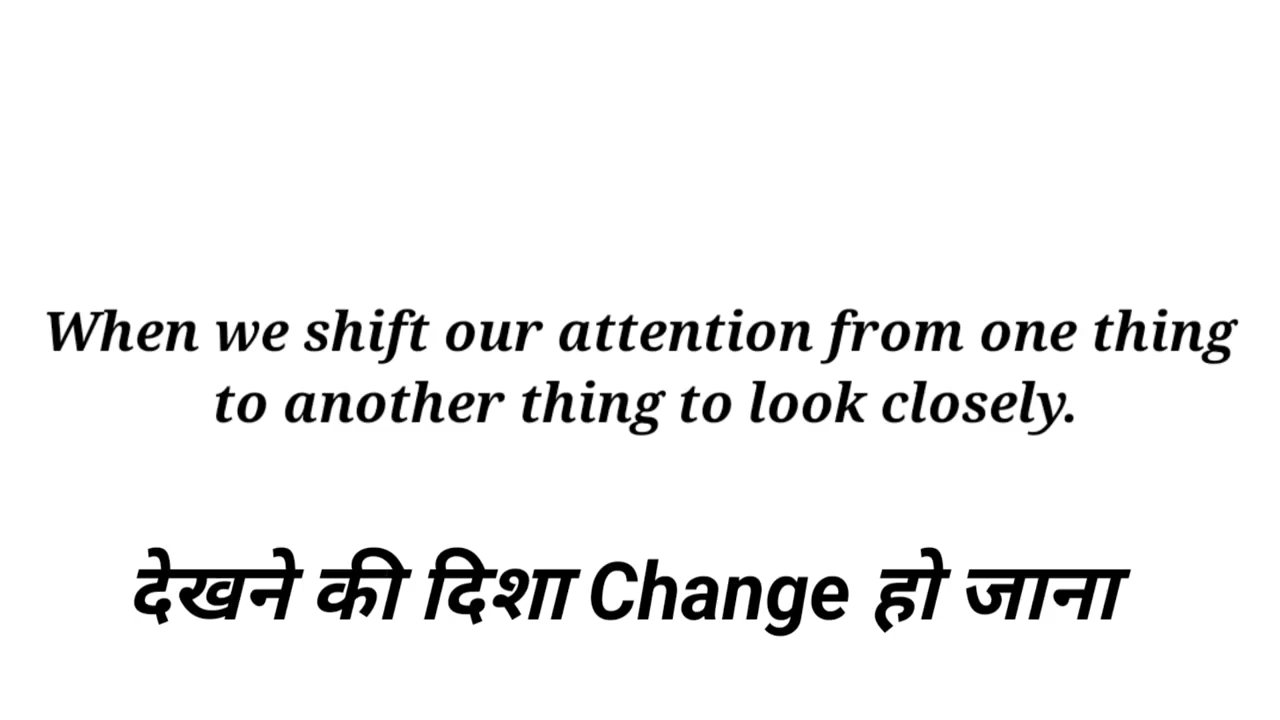 When we shift our attention from one thing
to another thing to look closely.
देखने की दिशा Change हो जाना